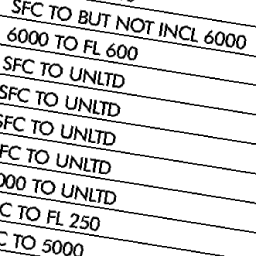 SFC TO BUT NOT INCL 6000
6000 TO FL 600
SFC TO UNLTD
SFC TO UNLTD
SFC TO UNLTD
FC TO UNLTD
000 TO UNLTD
C TO FL 250
C TO 5000